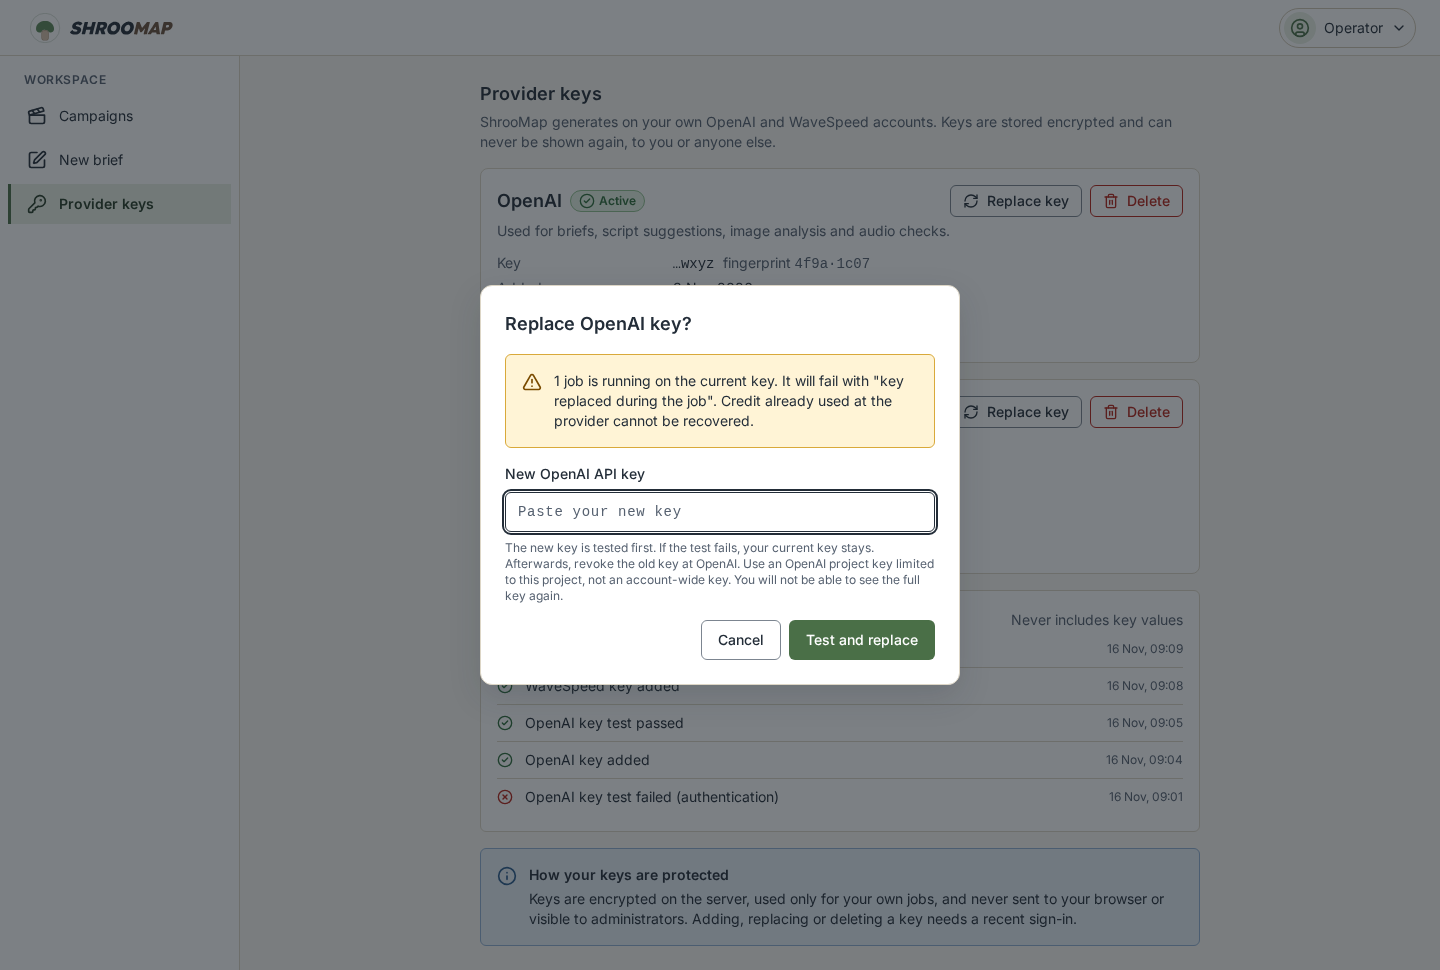 SHROOMAP
Operator
WORKSPACE
Campaigns
New brief
Provider keys
Provider keys
ShrooMap generates on your own OpenAI and WaveSpeed accounts. Keys are stored encrypted and can
never be shown again, to you or anyone else.
OpenAI
Active
Replace key
Delete
Used for briefs, script suggestions, image analysis and audio checks.
Key
…wxyz fingerprint 4f9a·1c07
Replace OpenAI key?
1 job is running on the current key. It will fail with "key
replaced during the job". Credit already used at the
provider cannot be recovered.
New OpenAI API key
Paste your new key
The new key is tested first. If the test fails, your current key stays.
Afterwards, revoke the old key at OpenAI. Use an OpenAI project key limited
to this project, not an account-wide key. You will not be able to see the full
key again.
Cancel
Test and replace
Replace key
Delete
Never includes key values
16 Nov, 09:09
WaveSpeed key added
16 Nov, 09:08
OpenAI key test passed
16 Nov, 09:05
OpenAI key added
16 Nov, 09:04
OpenAI key test failed (authentication)
16 Nov, 09:01
How your keys are protected
Keys are encrypted on the server, used only for your own jobs, and never sent to your browser or
visible to administrators. Adding, replacing or deleting a key needs a recent sign-in.